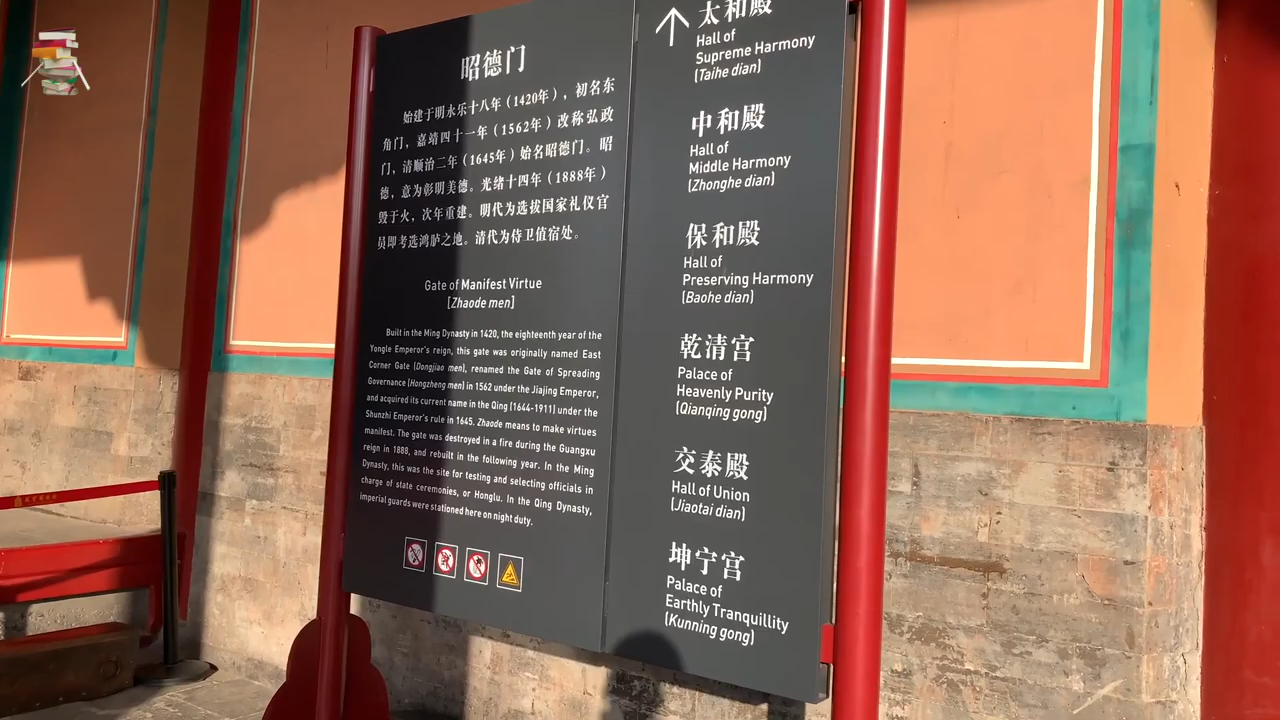 昭德门
始建于明永乐十八年（1420年），初名东
角门，嘉靖四十一年（1562年）改称弘政
门，清顺治二年（1645年）始名昭德门。昭
德，意为彰明美德。光绪十四年（1888年）
毁于火，次年重建。明代为选拔国家礼仪官
员即考选鸿胪之地。清代为侍卫值宿处。
Gate of Manifest Virtue
[Zhaode men]
Built in the Ming Dynasty in 1420, the eighteenth year of the
Yongle Emperor's reign, this gate was originally named East
Corner Gate (Dongjiao men), renamed the Gate of Spreading
Governance (Hongzheng men) in 1562 under the Jiajing Emperor,
and acquired its current name in the Qing (1644-1911) under the
Shunzhi Emperor's rule in 1645. Zhaode means to make virtues
manifest. The gate was destroyed in a fire during the Guangxu
reign in 1888, and rebuilt in the following year. In the Ming
Dynasty, this was the site for testing and selecting officials in
charge of state ceremonies, or Honglu. In the Qing Dynasty,
imperial guards were stationed here on night duty.
太和殿
Hall of
Supreme Harmony
(Taihe dian)
中和殿
Hall of
Middle Harmony
(Zhonghe dian)
保和殿
Hall of
Preserving Harmony
(Baohe dian)
乾清宫
Palace of
Heavenly Purity
(Qianqing gong)
交泰殿
Hall of Union
(Jiaotai dian)
坤宁宫
Palace of
Earthly Tranquillity
(Kunning gong)